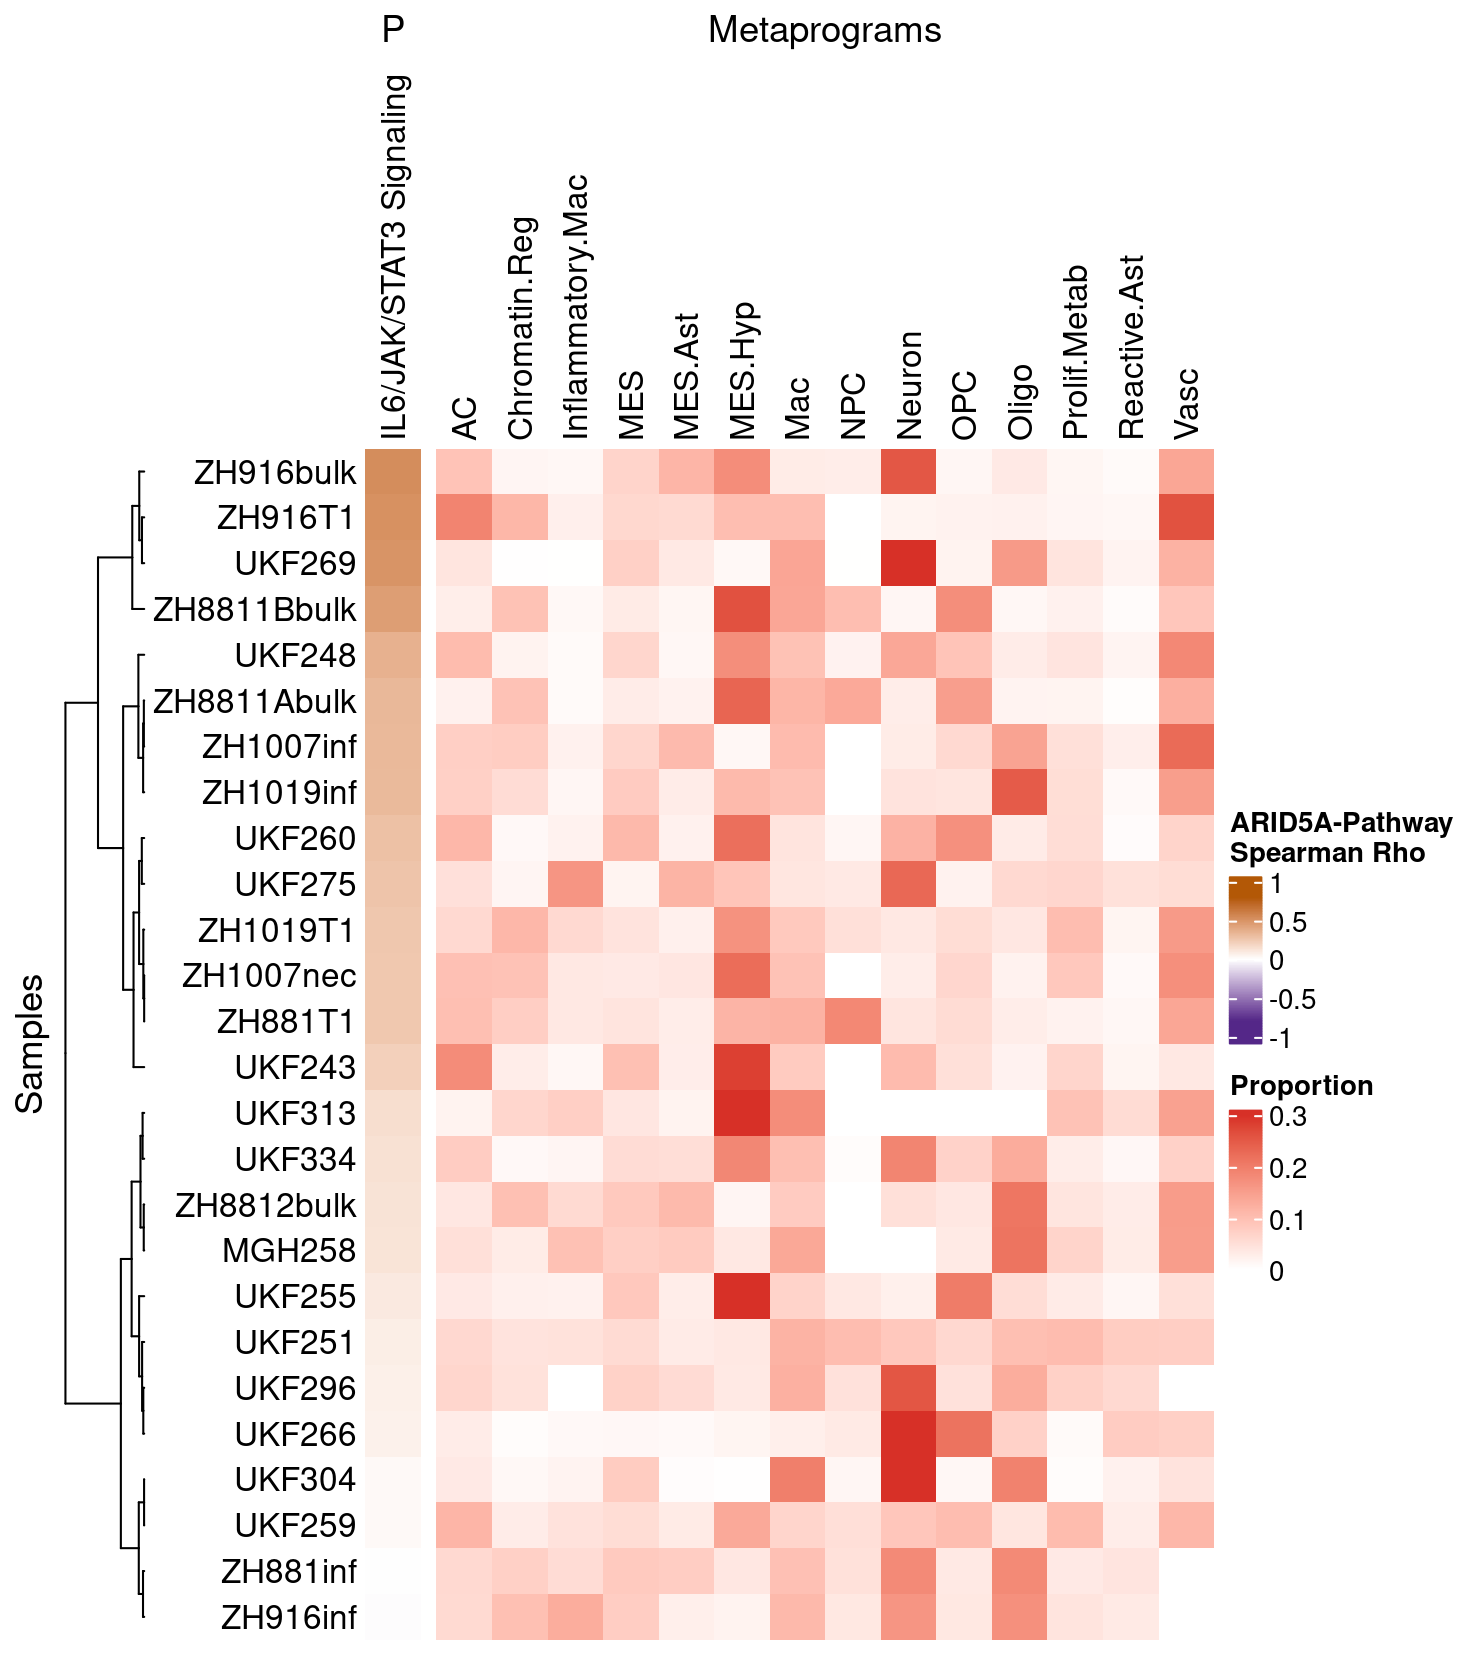 P
Metaprograms
IL6/JAK/STAT3 Signaling
AC
Chromatin.Reg
Inflammatory.Mac
MES
MES.Ast
MES.Hyp
Mac
NPC
Neuron
OPC
Oligo
Prolif.Metab
Reactive.Ast
Vasc
Samples
ZH916bulk
ZH916T1
UKF269
ZH8811Bbulk
UKF248
ZH8811Abulk
ZH1007inf
ZH1019inf
UKF260
UKF275
ZH1019T1
ZH1007nec
ZH881T1
UKF243
UKF313
UKF334
ZH8812bulk
MGH258
UKF255
UKF251
UKF296
UKF266
UKF304
UKF259
ZH881inf
ZH916inf
ARID5A-Pathway
Spearman Rho
1
0.5
0
-0.5
-1
Proportion
0.3
0.2
0.1
0